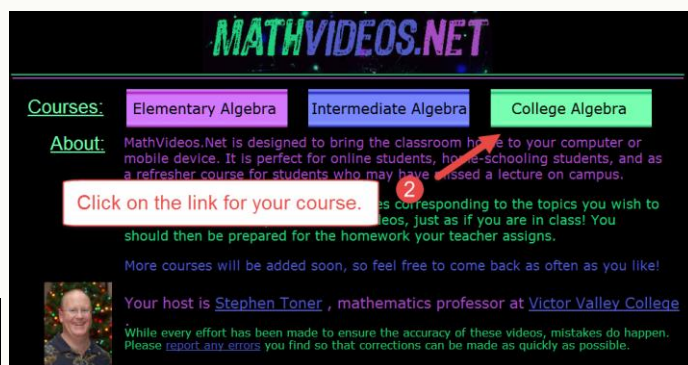 MATHVIDEOS.NET
Courses:
Elementary Algebra
Intermediate Algebra
College Algebra
About:
MathVideos.Net is designed to bring the classroom home to your computer or
mobile device. It is perfect for online students, home-schooling students, and as
a refresher course for students who may have missed a lecture on campus.
2
Click on the link for your course.
corresponding to the topics you wish to
just as if you are in class! You
should then be prepared for the homework your teacher assigns.
More courses will be added soon, so feel free to come back as often as you like!
Your host is Stephen Toner , mathematics professor at Victor Valley College
.
While every effort has been made to ensure the accuracy of these videos, mistakes do happen.
Please report any errors you find so that corrections can be made as quickly as possible.